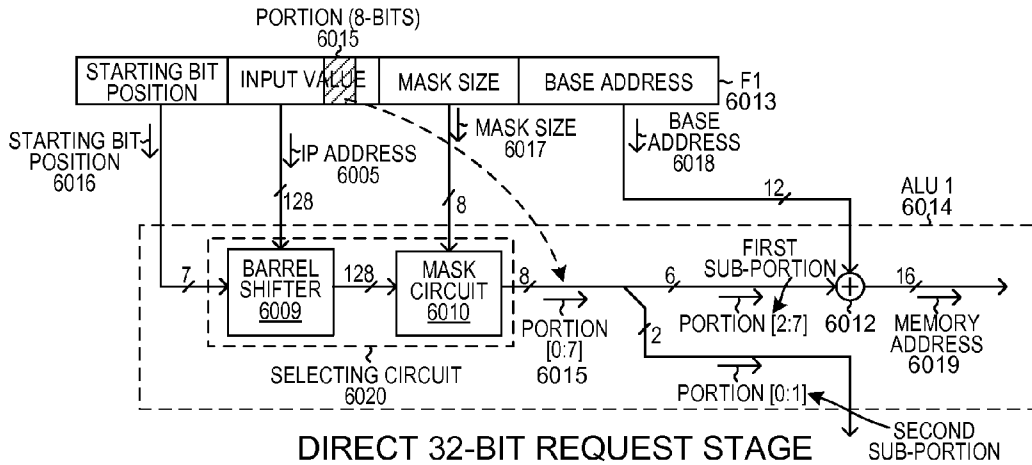 PORTION (8-BITS)
6015
STARTING BIT POSITION
INPUT VALUE
MASK SIZE
BASE ADDRESS
F1
6013
STARTING BIT
POSITION
6016
IP ADDRESS
6005
MASK SIZE
6017
BASE
ADDRESS
6018
128
8
12
ALU 1
6014
7
BARREL
SHIFTER
6009
128
MASK
CIRCUIT
6010
8
PORTION
[0:7]
6015
6
FIRST
SUB-PORTION
PORTION [2:7]
+
6012
16
MEMORY
ADDRESS
6019
2
PORTION [0:1]
SELECTING CIRCUIT
6020
SECOND
SUB-PORTION
DIRECT 32-BIT REQUEST STAGE